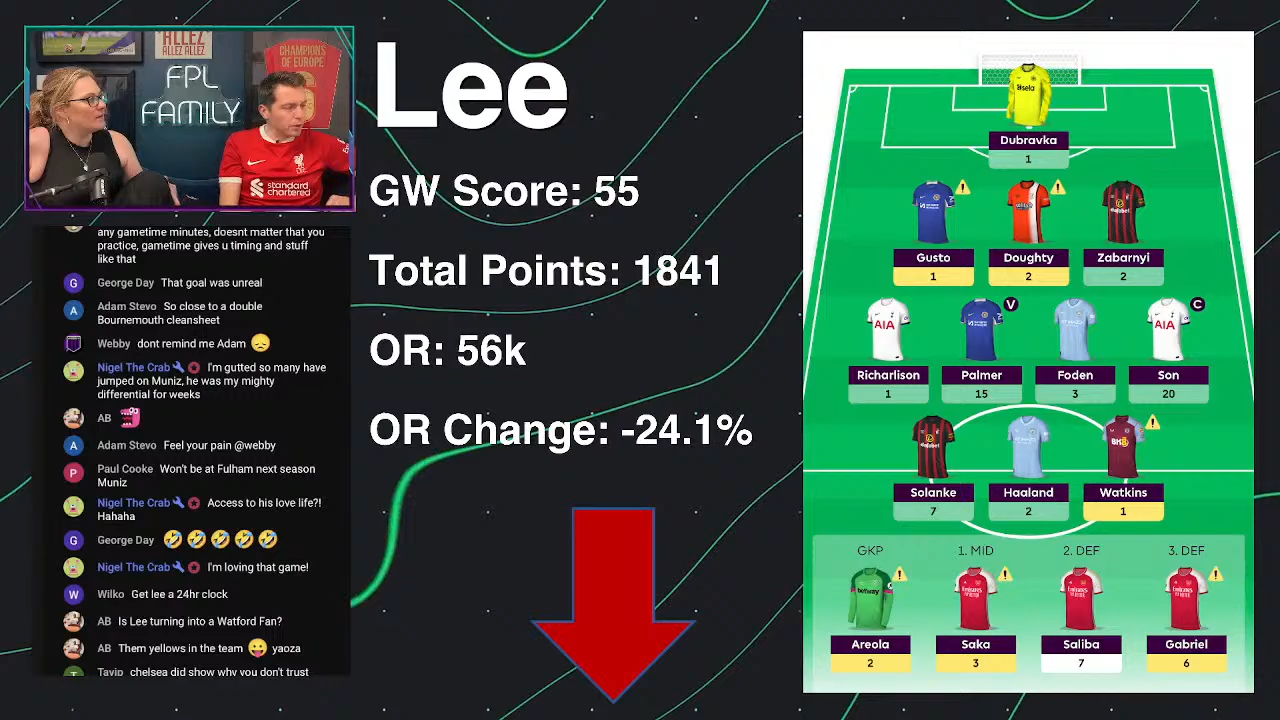 ALLEZ
ALLEZ ALLEZ
FPL
FAMILY
CHAMPIONS
OF EUROPE
standard
chartered
any gametime minutes, doesnt matter that you
practice, gametime gives u timing and stuff
like that
G George Day That goal was unreal
A Adam Stevo So close to a double
Bournemouth cleansheet
Webby dont remind me Adam 😞
Nigel The Crab I'm gutted so many have
jumped on Muniz, he was my mighty
differential for weeks
AB
A Adam Stevo Feel your pain @webby
P Paul Cooke Won't be at Fulham next season
Muniz
Nigel The Crab Access to his love life?!
Hahaha
G George Day 🤣🤣🤣🤣🤣
Nigel The Crab I'm loving that game!
W Wilko Get lee a 24hr clock
AB Is Lee turning into a Watford Fan?
AB Them yellows in the team 😛 yaoza
T Tayip chelsea did show why you don't trust
Lee
GW Score: 55
Total Points: 1841
OR: 56k
OR Change: -24.1%
Dubravka
1
Gusto
1
Doughty
2
Zabarnyi
2
AIA
V
AIA
C
Richarlison
1
Palmer
15
Foden
3
Son
20
Solanke
7
Haaland
2
Watkins
1
GKP
1. MID
2. DEF
3. DEF
betway
Areola
2
Saka
3
Saliba
7
Gabriel
6